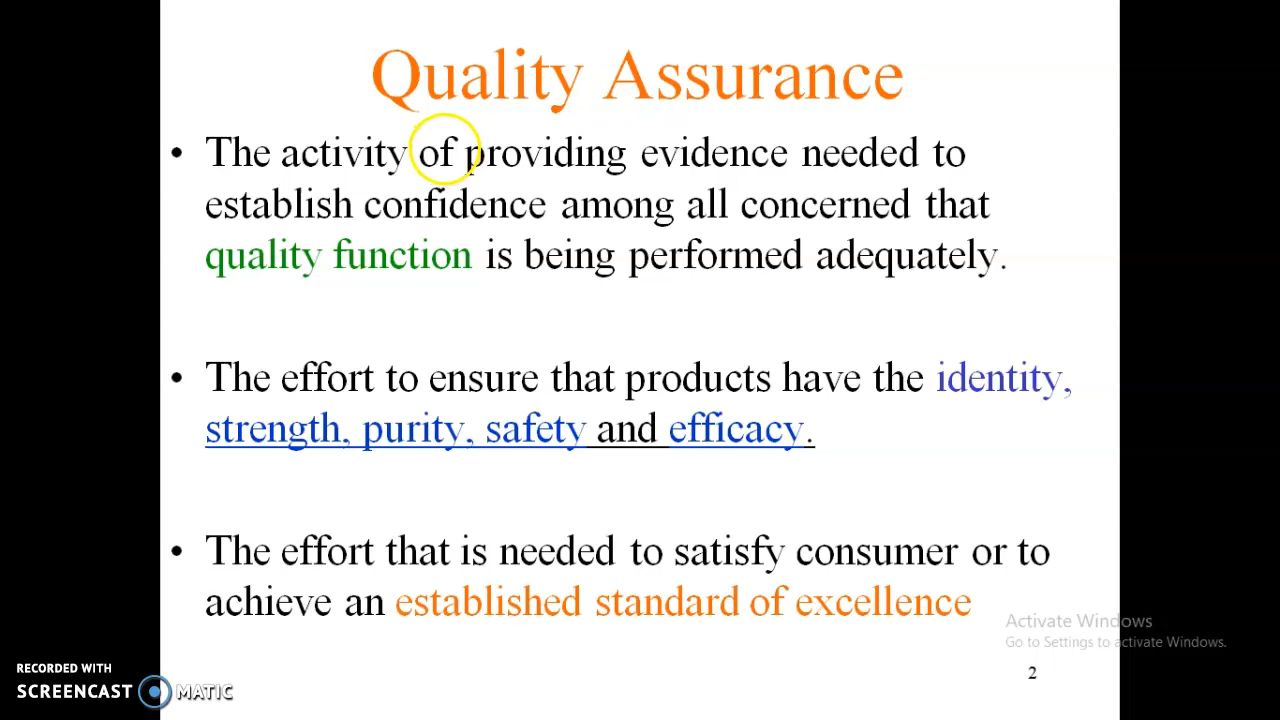 Quality Assurance
• The activity of providing evidence needed to
establish confidence among all concerned that
quality function is being performed adequately.
• The effort to ensure that products have the identity,
strength, purity, safety and efficacy.
• The effort that is needed to satisfy consumer or to
achieve an established standard of excellence
Activate Windows
Go to Settings to activate Windows.
2
RECORDED WITH
SCREENCAST MATIC